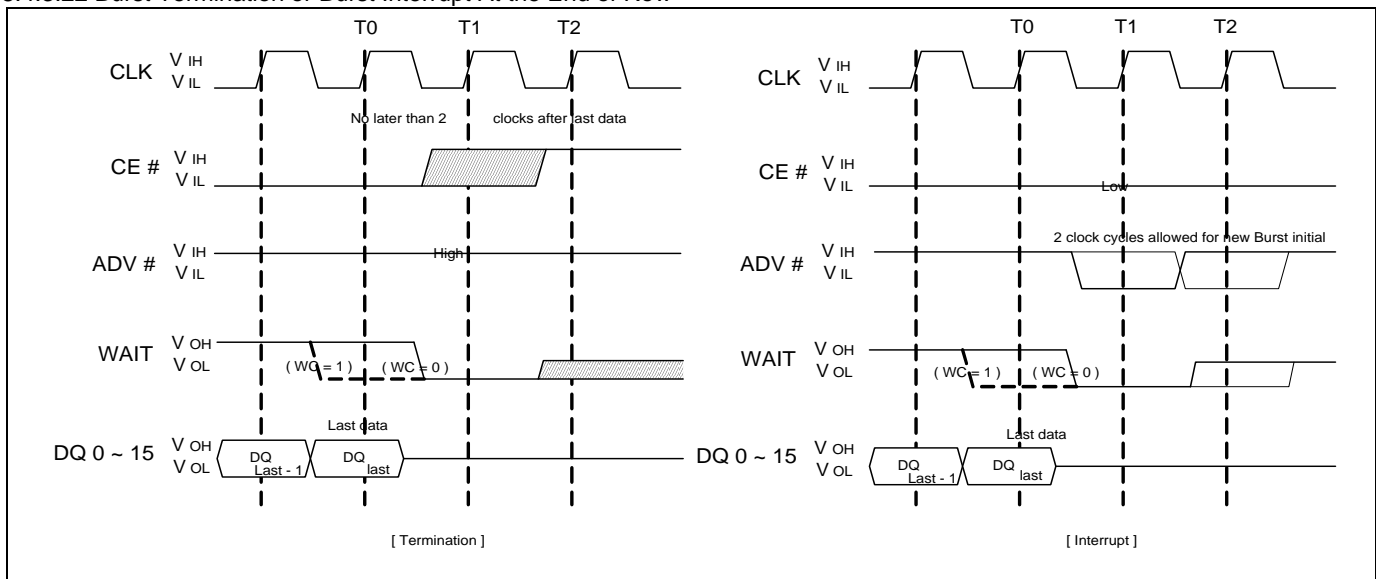 T0 T1 T2
CLK V IH
V IL
No later than 2 clocks after last data
CE # V IH
V IL
ADV # V IH
V IL
High
WAIT V OH
V OL
( WC = 1 ) ( WC = 0 )
Last data
DQ 0 ~ 15 V OH
V OL
DQ Last - 1
DQ last
[ Termination ]
T0 T1 T2
CLK V IH
V IL
CE # V IH
V IL
Low
2 clock cycles allowed for new Burst initial
ADV # V IH
V IL
WAIT V OH
V OL
( WC = 1 ) ( WC = 0 )
Last data
DQ 0 ~ 15 V OH
V OL
DQ Last - 1
DQ last
[ Interrupt ]